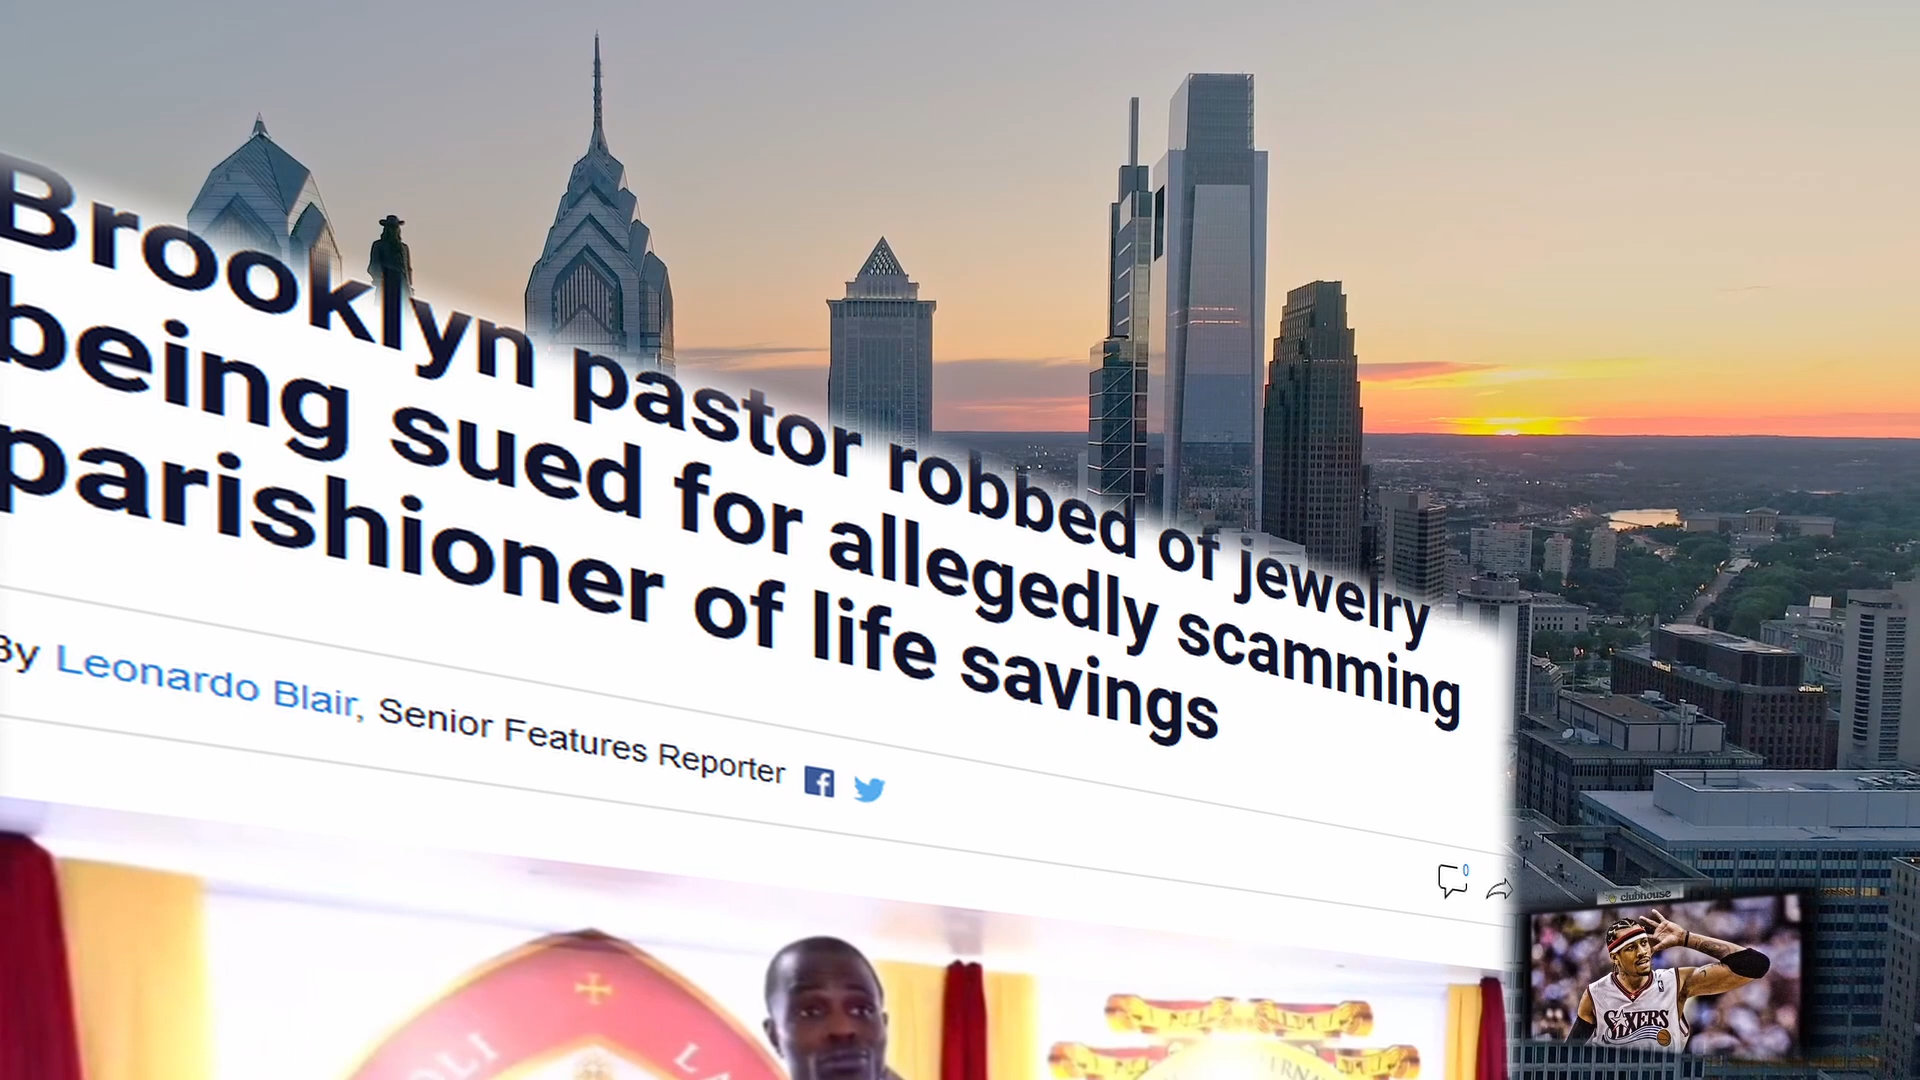 Brooklyn pastor robbed of jewelry
being sued for allegedly scamming
parishioner of life savings
By Leonardo Blair, Senior Features Reporter
0
clubhouse
SIXERS